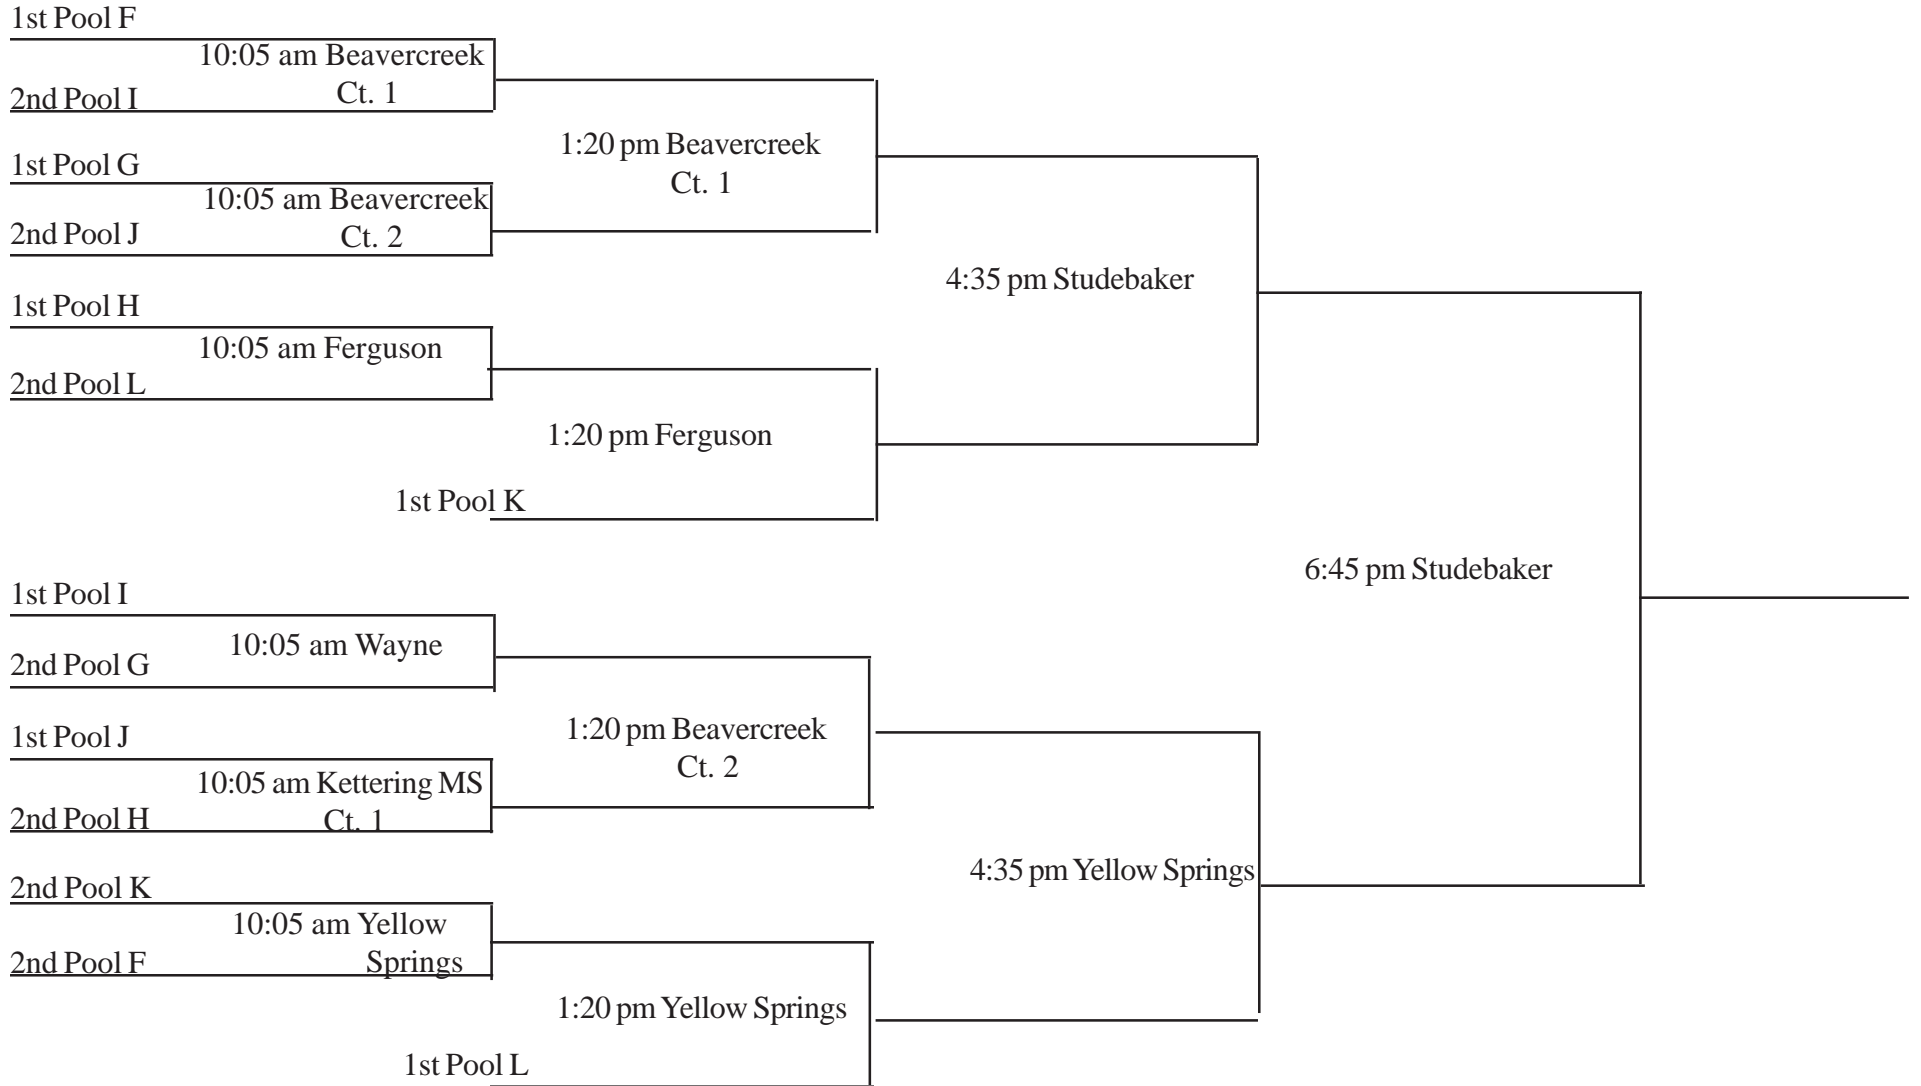 1st Pool F
10:05 am Beavercreek
Ct. 1
2nd Pool I
1:20 pm Beavercreek
Ct. 1
1st Pool G
10:05 am Beavercreek
Ct. 2
2nd Pool J
4:35 pm Studebaker
1st Pool H
10:05 am Ferguson
2nd Pool L
1:20 pm Ferguson
1st Pool K
6:45 pm Studebaker
1st Pool I
10:05 am Wayne
2nd Pool G
1:20 pm Beavercreek
Ct. 2
1st Pool J
10:05 am Kettering MS
Ct. 1
2nd Pool H
4:35 pm Yellow Springs
2nd Pool K
10:05 am Yellow
Springs
2nd Pool F
1:20 pm Yellow Springs
1st Pool L